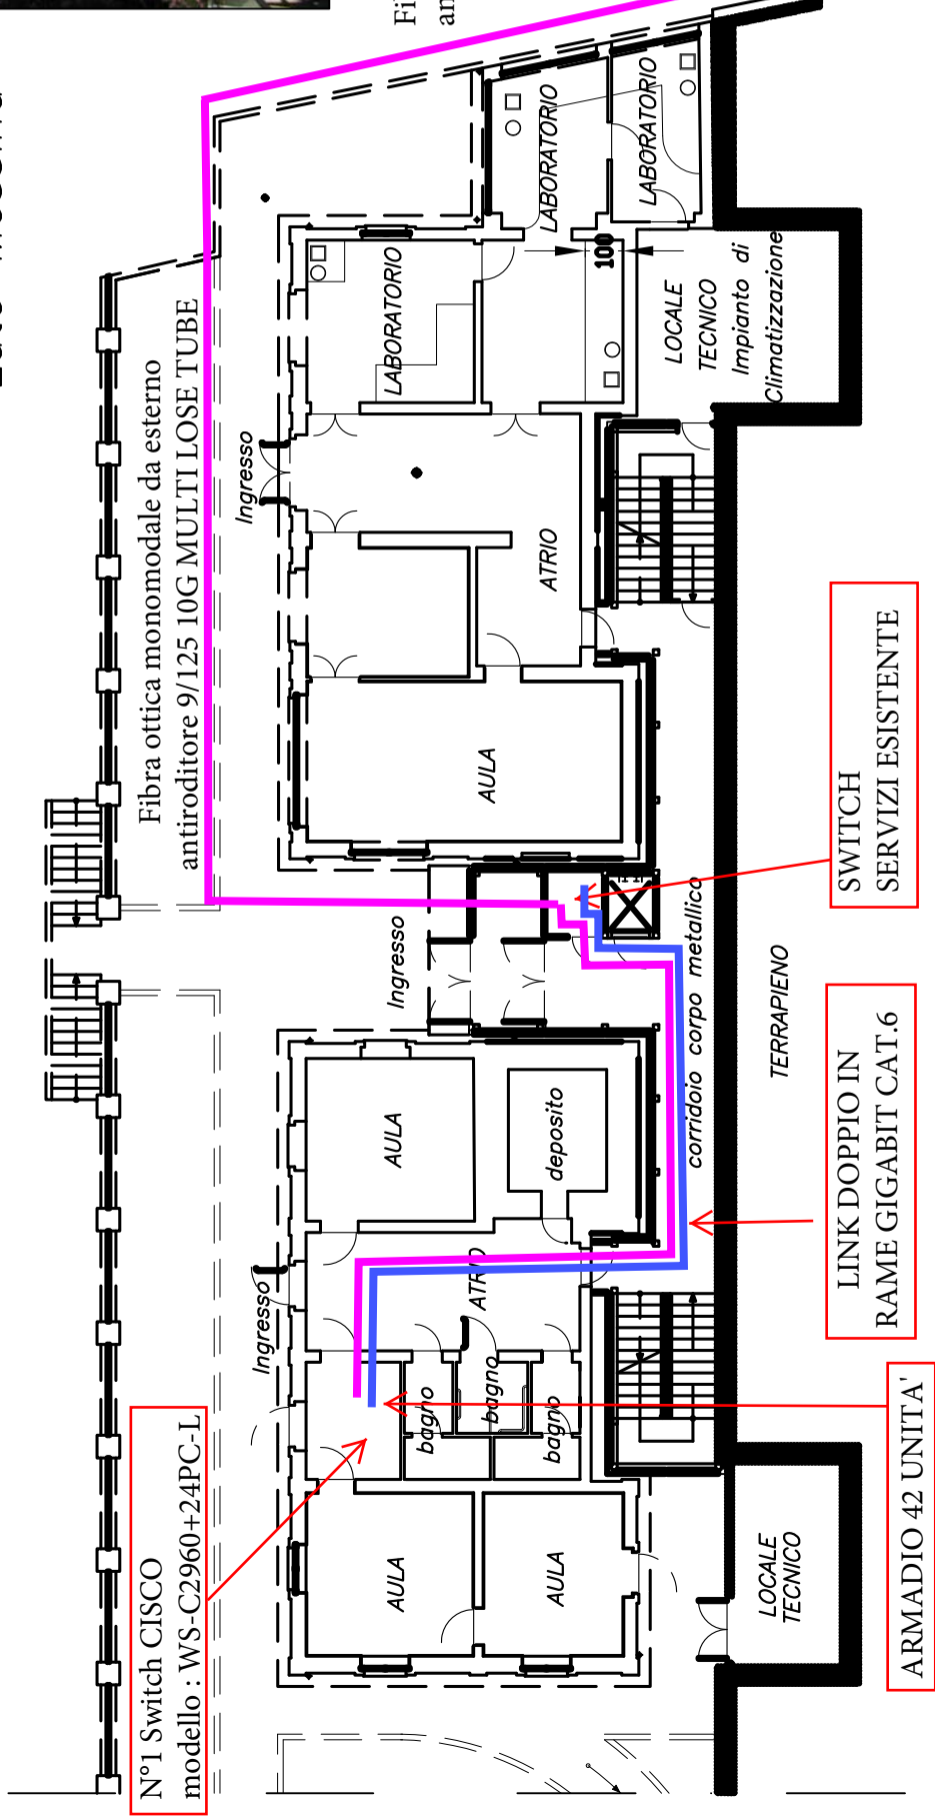 N°1 Switch CISCO
modello : WS-C2960+24PC-L
Fibra ottica monomodale da esterno
antiroditore 9/125 10G MULTI LOSE TUBE
Fi
an
Ingresso
Ingresso
Ingresso
AULA
AULA
LABORATORIO
bagno
ATRIO
AULA
bagno
AULA
bagno
deposito
ATRIO
LABORATORIO
100
LABORATORIO
corridoio corpo metallico
LOCALE
TECNICO
Impianto di
Climatizzazione
LOCALE
TECNICO
TERRAPIENO
LINK DOPPIO IN
RAME GIGABIT CAT.6
SWITCH
SERVIZI ESISTENTE
ARMADIO 42 UNITA'